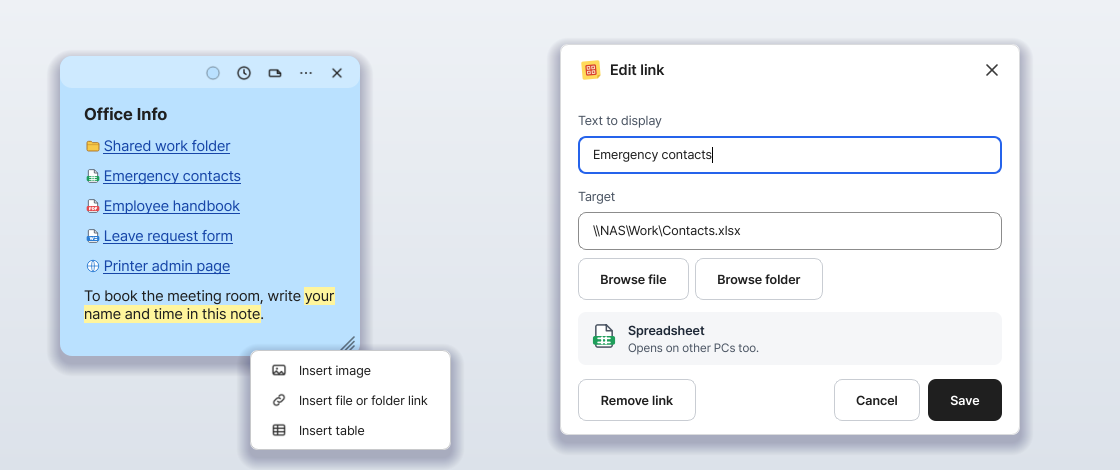 Office Info
Shared work folder
Emergency contacts
Employee handbook
Leave request form
Printer admin page
To book the meeting room, write your
name and time in this note.
Insert image
Insert file or folder link
Insert table
Edit link
Text to display
Emergency contacts
Target
\\NAS\Work\Contacts.xlsx
Browse file
Browse folder
Spreadsheet
Opens on other PCs too.
Remove link
Cancel
Save